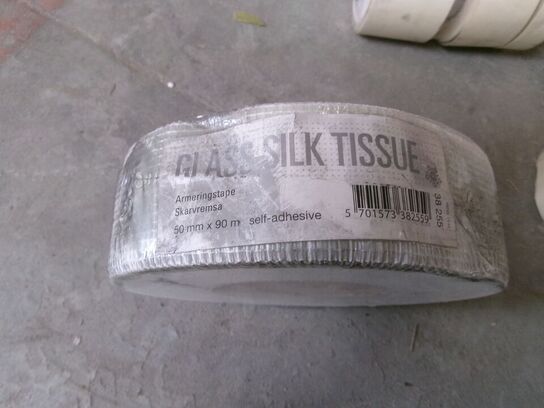 GLASS SILK TISSUE
Armeringstape
Skarvremsa
50 mm x 90 m self-adhesive
5 701573 382559
38 255